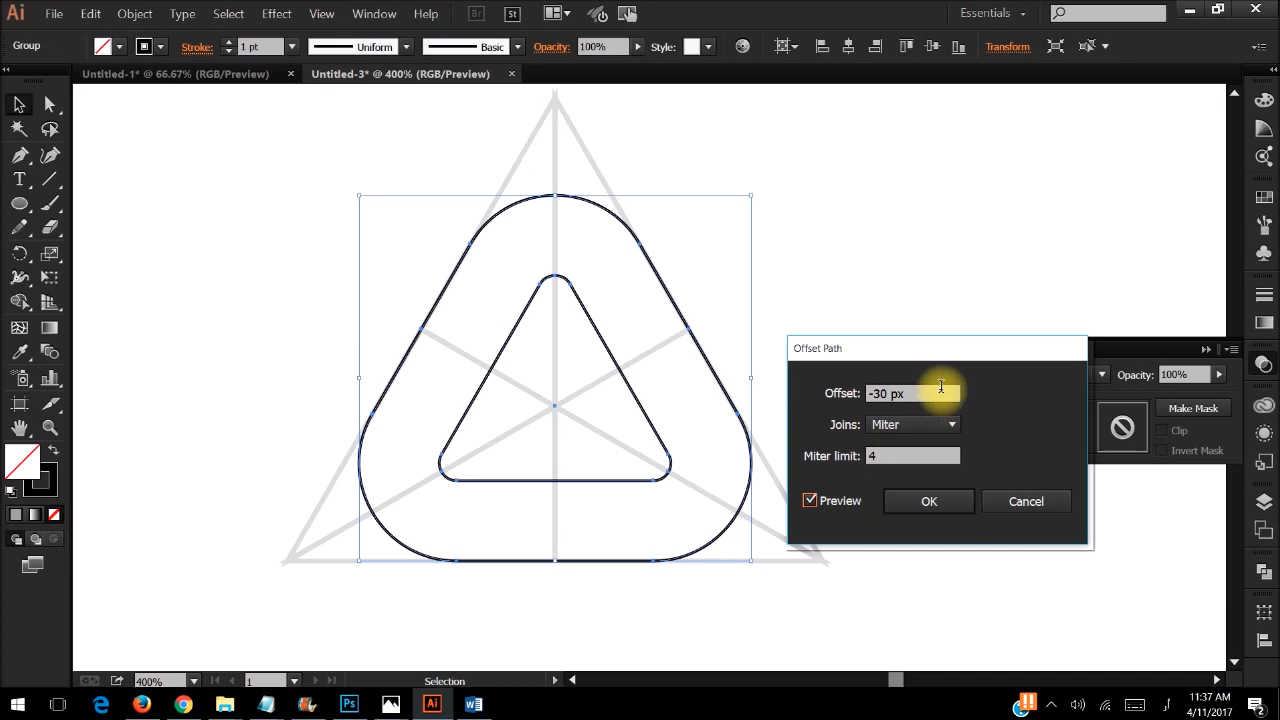 Ai File Edit Object Type Select Effect View Window Help Br St Essentials
Group Stroke: 1 pt Uniform Basic Opacity: 100% Style: Transform
Untitled-1* @ 66.67% (RGB/Preview) × Untitled-3* @ 400% (RGB/Preview) ×
Offset Path
Offset: -30 px
Joins: Miter
Miter limit: 4
Preview OK Cancel
Opacity: 100%
Make Mask
Clip
Invert Mask
400% 1 Selection
Ps Ai
11:37 AM
4/11/2017